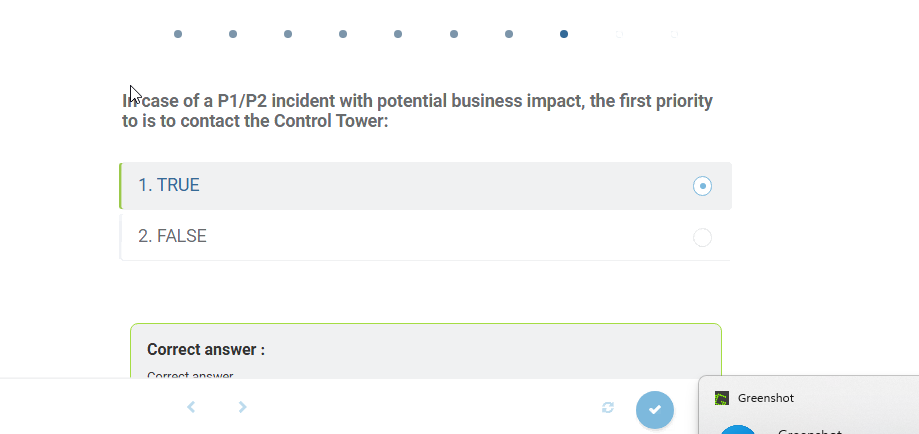 In case of a P1/P2 incident with potential business impact, the first priority
to is to contact the Control Tower:
1. TRUE
2. FALSE
Correct answer :
Correct answer
Greenshot
Greenshot